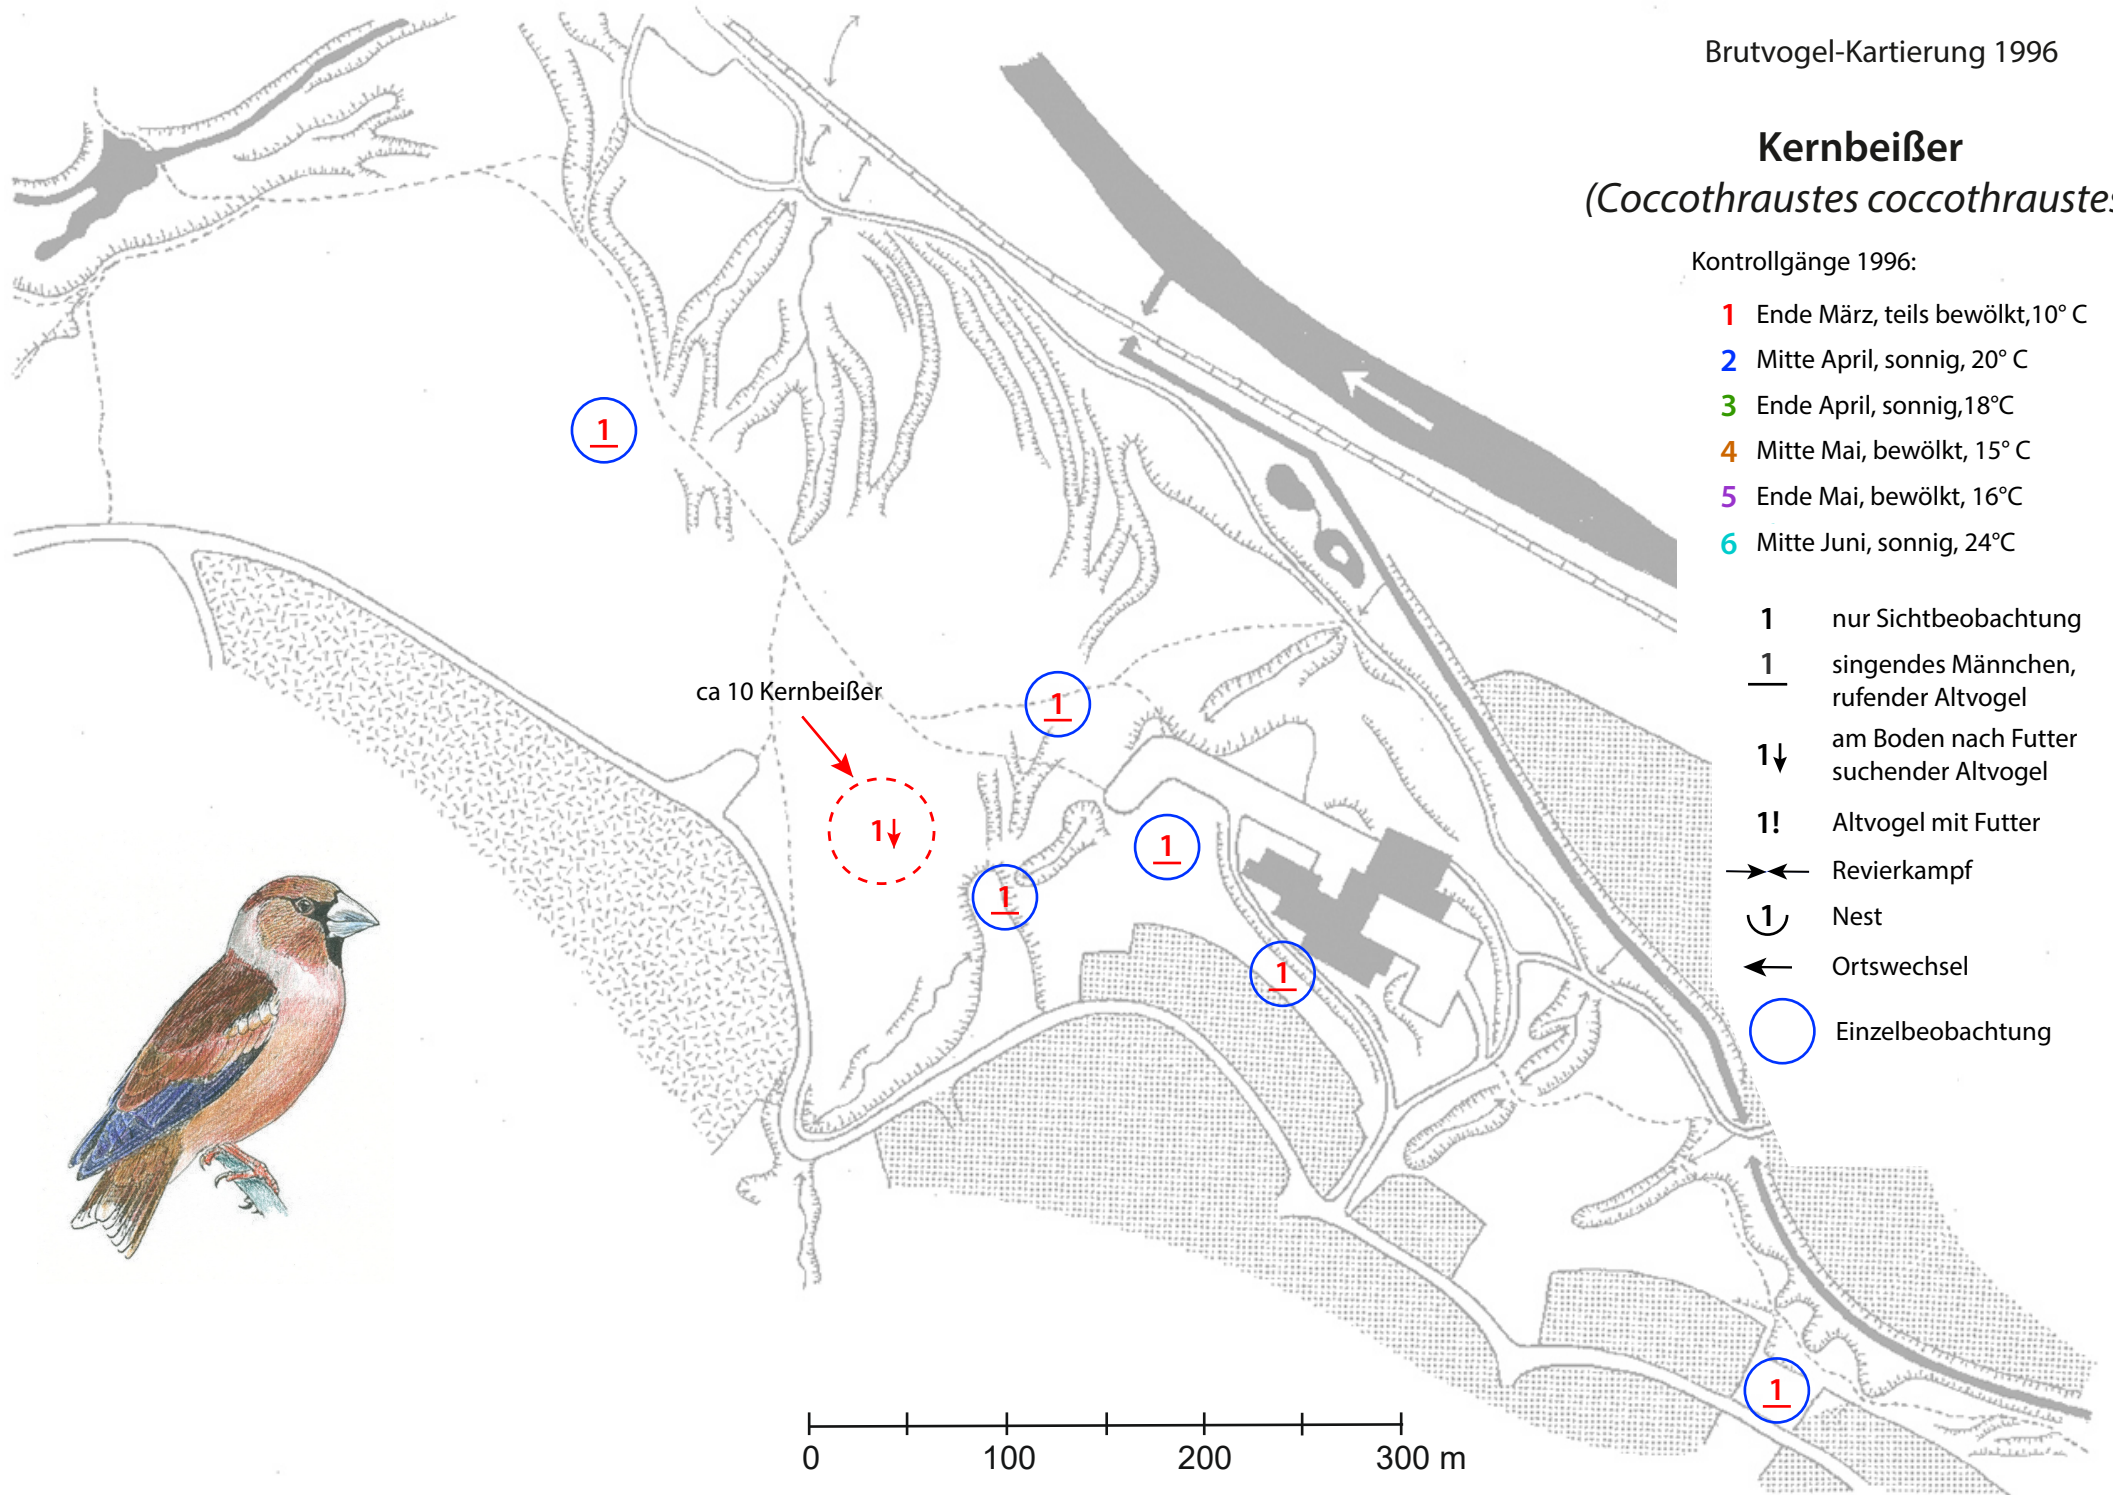 Brutvogel-Kartierung 1996
Kernbeißer
(Coccothraustes coccothraustes
Kontrollgänge 1996:
1 Ende März, teils bewölkt,10° C
2 Mitte April, sonnig, 20° C
3 Ende April, sonnig,18°C
4 Mitte Mai, bewölkt, 15° C
5 Ende Mai, bewölkt, 16°C
6 Mitte Juni, sonnig, 24°C
1 nur Sichtbeobachtung
1 singendes Männchen,
rufender Altvogel
1 am Boden nach Futter
suchender Altvogel
1! Altvogel mit Futter
Revierkampf
1 Nest
Ortswechsel
Einzelbeobachtung
1
ca 10 Kernbeißer
1
1
1
1
1
1
0 100 200 300 m